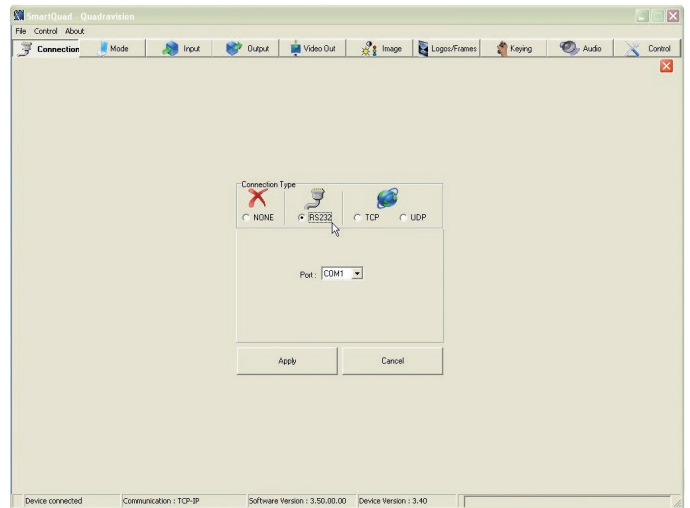 SmartQuad - Quadravision
File Control About
Connection Mode Input Output Video Out Image Logos/Frames Keying Audio Control
Connection Type
NONE RS232 TCP UDP
Port : COM1
Apply Cancel
Device connected Communication : TCP-IP Software Version : 3.50.00.00 Device Version : 3.40